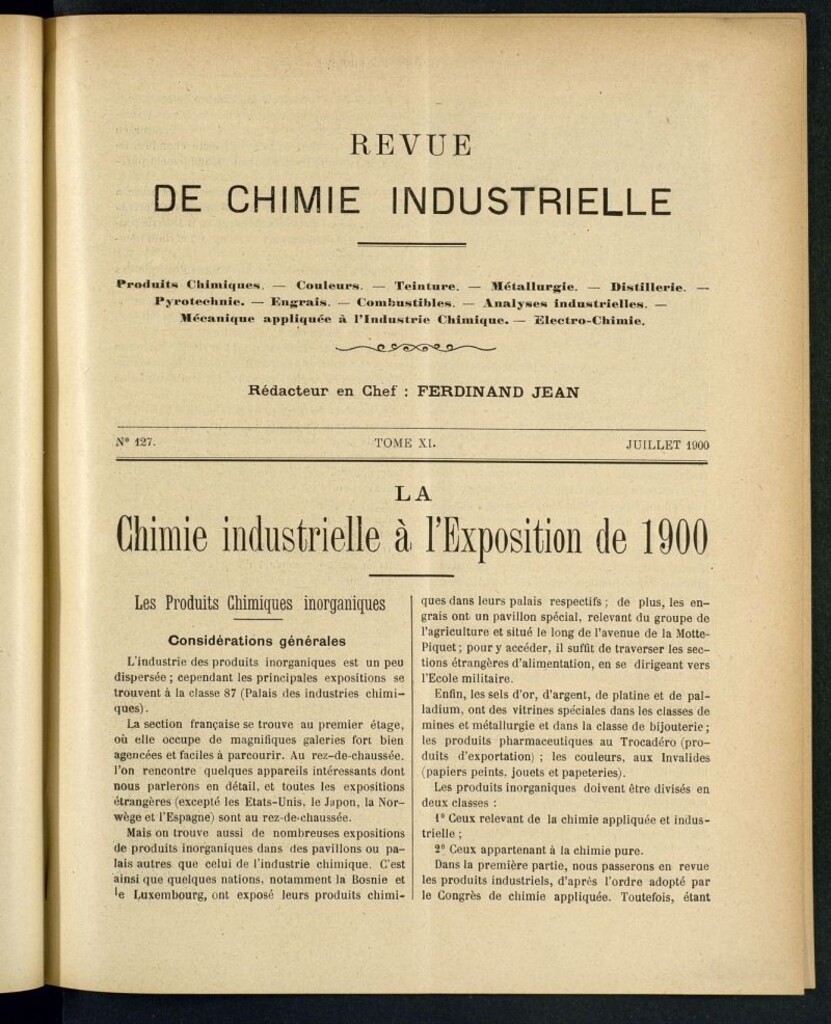 REVUE
DE CHIMIE INDUSTRIELLE
Produits Chimiques. — Couleurs. — Teinture. — Métallurgie. — Distillerie. —
Pyrotechnie. — Engrais. — Combustibles. — Analyses industrielles. —
Mécanique appliquée à l'Industrie Chimique. — Electro-Chimie.
Rédacteur en Chef : FERDINAND JEAN
N° 127. TOME XI. JUILLET 1900
LA
Chimie industrielle à l'Exposition de 1900
Les Produits Chimiques inorganiques
Considérations générales
L'industrie des produits inorganiques est un peu
dispersée ; cependant les principales expositions se
trouvent à la classe 87 (Palais des industries chimi-
ques).
La section française se trouve au premier étage,
où elle occupe de magnifiques galeries fort bien
agencées et faciles à parcourir. Au rez-de-chaussée,
l'on rencontre quelques appareils intéressants dont
nous parlerons en détail, et toutes les expositions
étrangères (excepté les Etats-Unis, le Japon, la Nor-
wège et l'Espagne) sont au rez-de-chaussée.
Mais on trouve aussi de nombreuses expositions
de produits inorganiques dans des pavillons ou pa-
lais autres que celui de l'industrie chimique. C'est
ainsi que quelques nations, notamment la Bosnie et
le Luxembourg, ont exposé leurs produits chimi-
ques dans leurs palais respectifs ; de plus, les en-
grais ont un pavillon spécial, relevant du groupe de
l'agriculture et situé le long de l'avenue de la Motte-
Piquet ; pour y accéder, il suffit de traverser les sec-
tions étrangères d'alimentation, en se dirigeant vers
l'Ecole militaire.
Enfin, les sels d'or, d'argent, de platine et de pal-
ladium, ont des vitrines spéciales dans les classes de
mines et métallurgie et dans la classe de bijouterie ;
les produits pharmaceutiques au Trocadéro (pro-
duits d'exportation) ; les couleurs, aux Invalides
(papiers peints, jouets et papeteries).
Les produits inorganiques doivent être divisés en
deux classes :
1° Ceux relevant de la chimie appliquée et indus-
trielle ;
2° Ceux appartenant à la chimie pure.
Dans la première partie, nous passerons en revue
les produits industriels, d'après l'ordre adopté par
le Congrès de chimie appliquée. Toutefois, étant